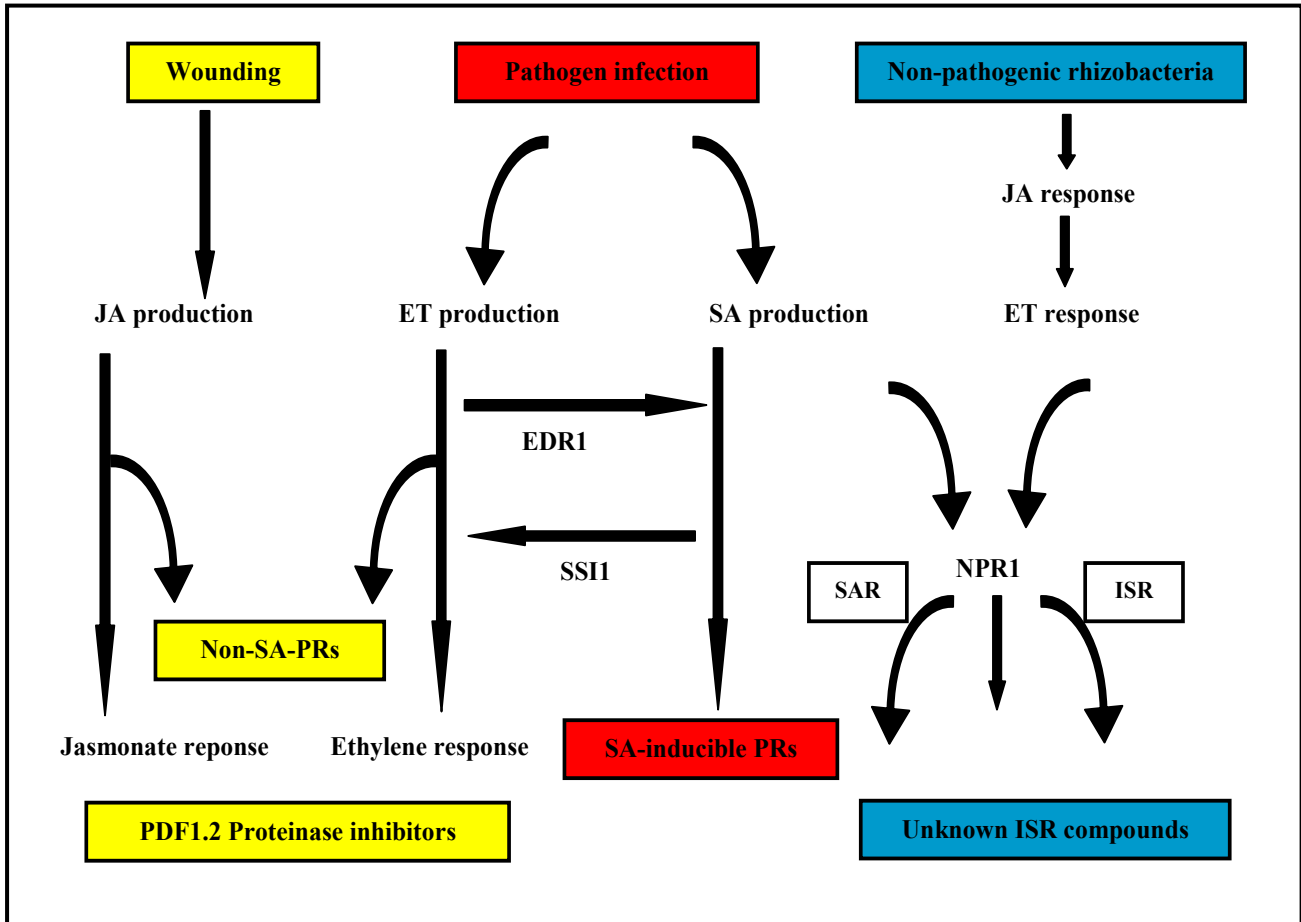 Wounding
Pathogen infection
Non-pathogenic rhizobacteria
JA response
JA production
ET production
SA production
ET response
EDR1
SSI1
NPR1
SAR
ISR
Non-SA-PRs
Jasmonate reponse
Ethylene response
SA-inducible PRs
PDF1.2 Proteinase inhibitors
Unknown ISR compounds